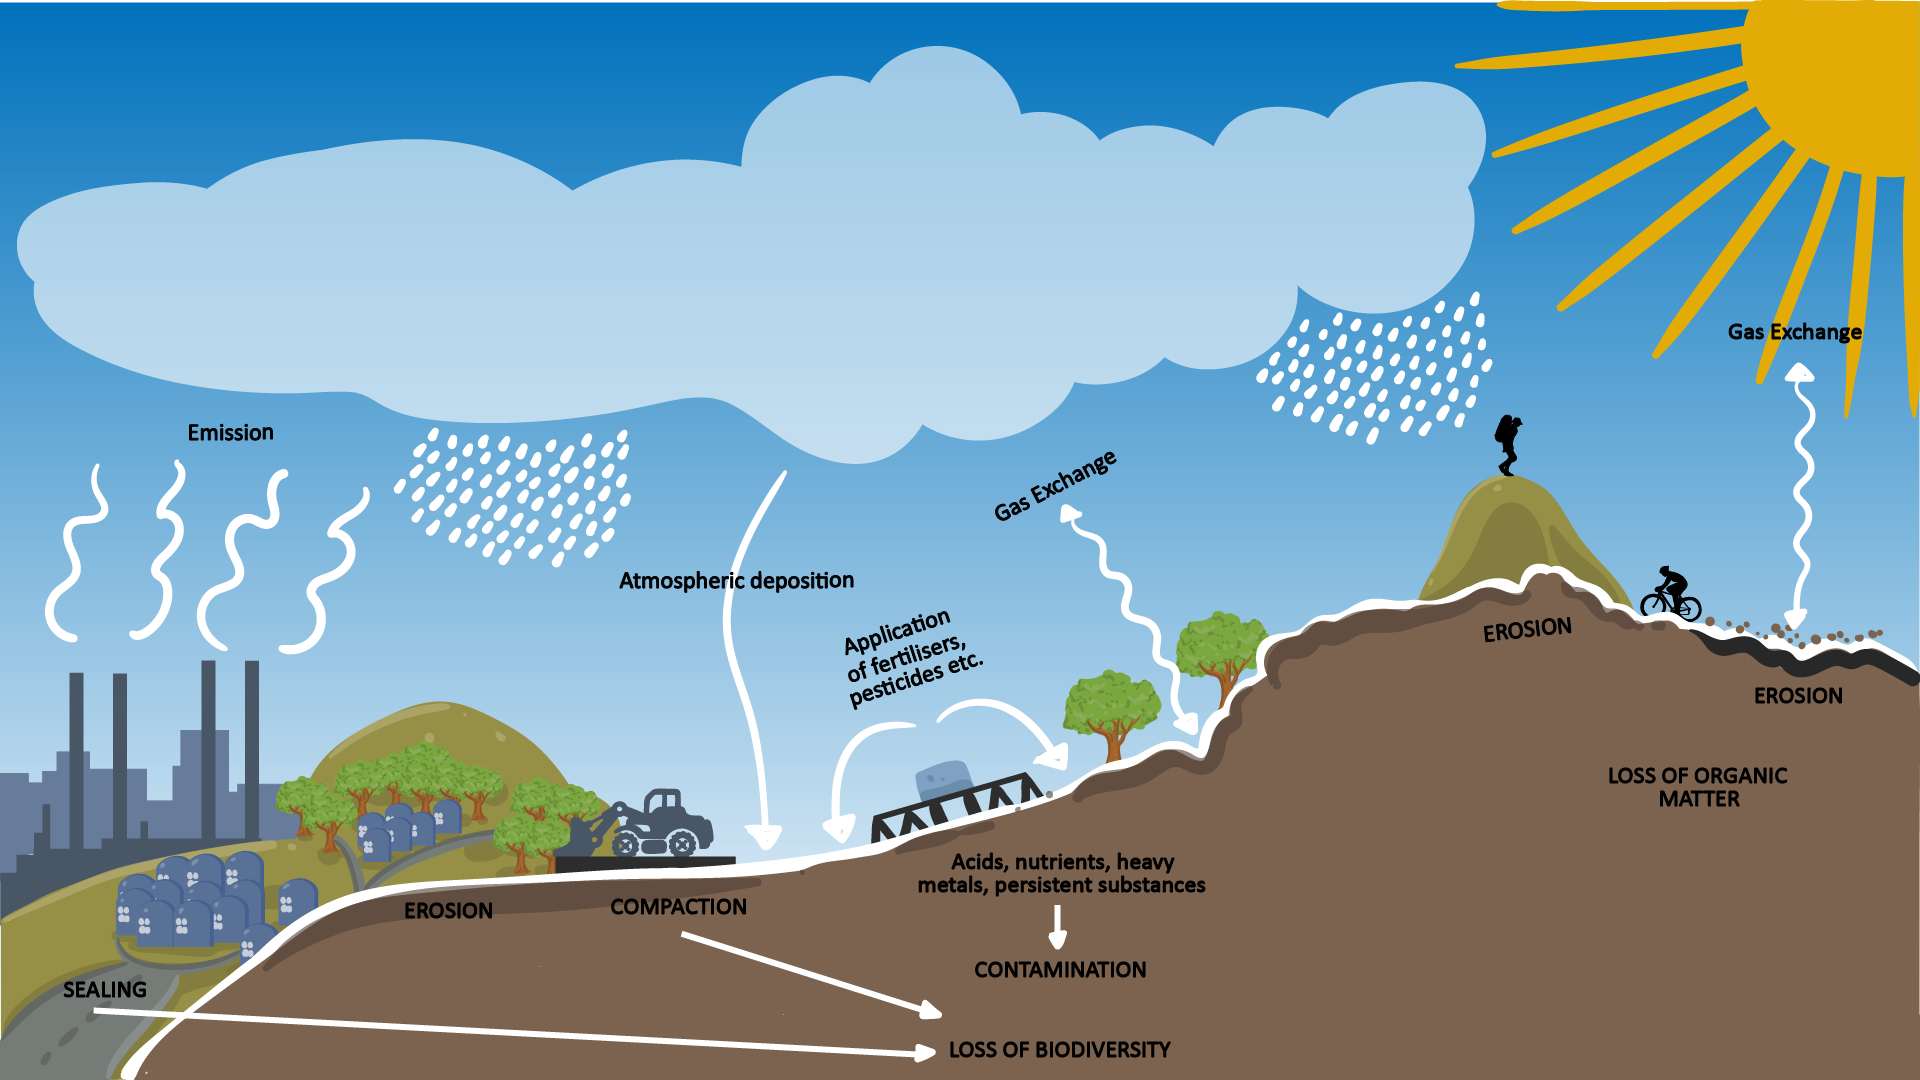 Gas Exchange
Emission
Gas Exchange
Atmospheric deposition
Application
of fertilisers,
pesticides etc.
EROSION
EROSION
LOSS OF ORGANIC
MATTER
Acids, nutrients, heavy
metals, persistent substances
EROSION
COMPACTION
CONTAMINATION
SEALING
LOSS OF BIODIVERSITY